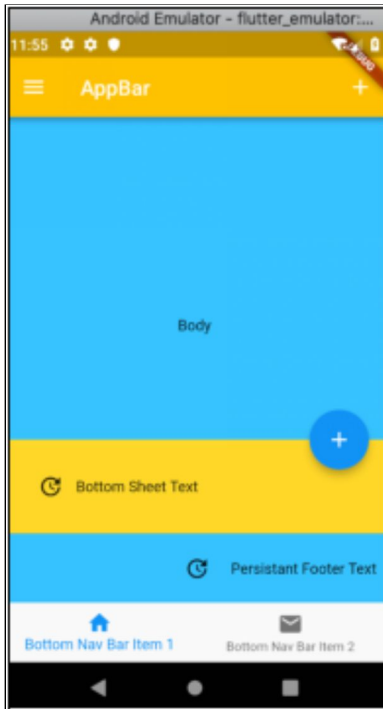 Android Emulator - flutter_emulator:...
11:55
DEBUG
AppBar
Body
Bottom Sheet Text
Persistant Footer Text
Bottom Nav Bar Item 1
Bottom Nav Bar Item 2